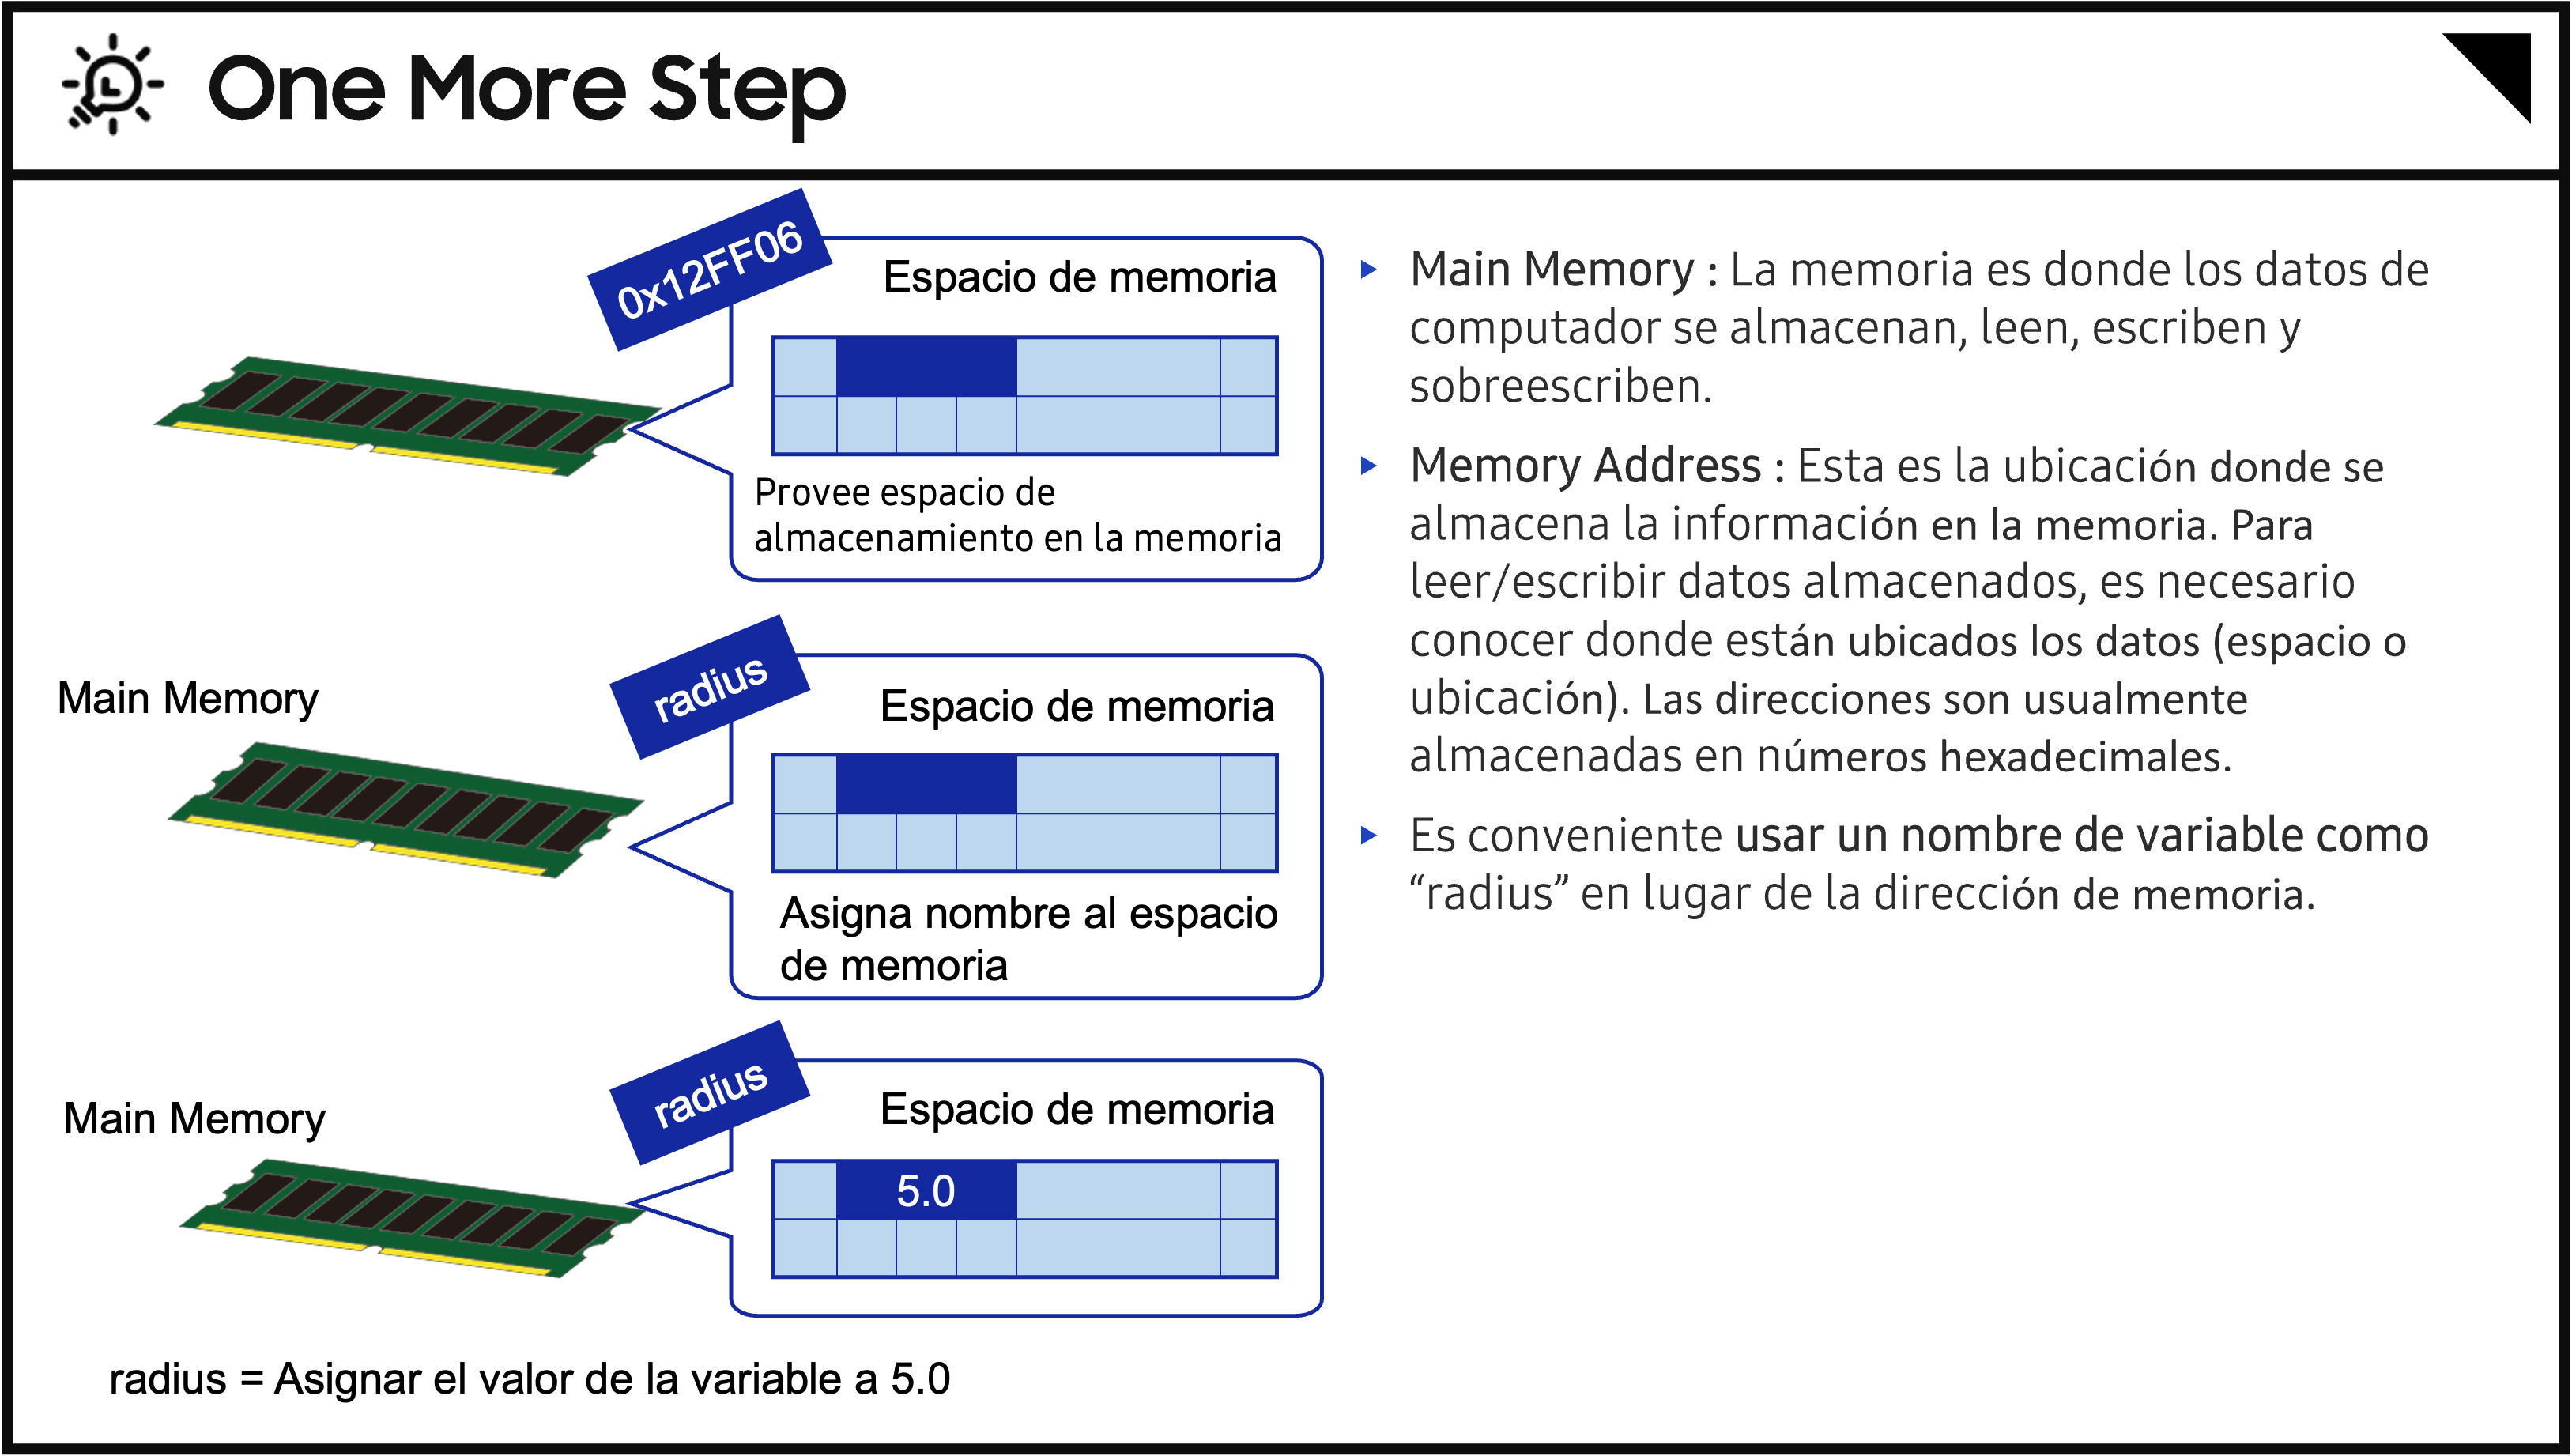 One More Step
0x12FF06
Espacio de memoria
Provee espacio de
almacenamiento en la memoria
Main Memory
radius
Espacio de memoria
Asigna nombre al espacio
de memoria
Main Memory
radius
Espacio de memoria
5.0
radius = Asignar el valor de la variable a 5.0
Main Memory : La memoria es donde los datos de
computador se almacenan, leen, escriben y
sobreescriben.
Memory Address : Esta es la ubicación donde se
almacena la información en la memoria. Para
leer/escribir datos almacenados, es necesario
conocer donde están ubicados los datos (espacio o
ubicación). Las direcciones son usualmente
almacenadas en números hexadecimales.
Es conveniente usar un nombre de variable como
“radius” en lugar de la dirección de memoria.